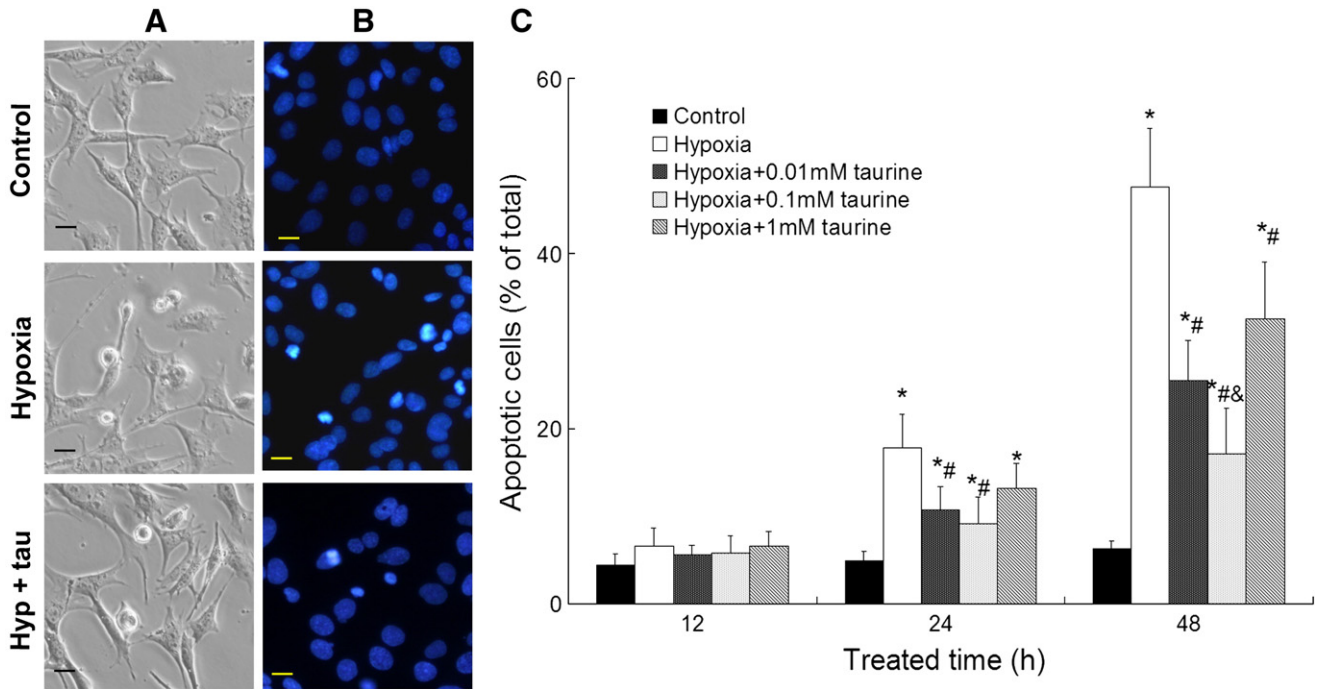 A
B
C
Control
Hypoxia
Hyp + tau
Apoptotic cells (% of total)
60
40
20
0
Control
Hypoxia
Hypoxia+0.01mM taurine
Hypoxia+0.1mM taurine
Hypoxia+1mM taurine
*
*#
*#
*
*
*#
*#&
*#
12
24
48
Treated time (h)